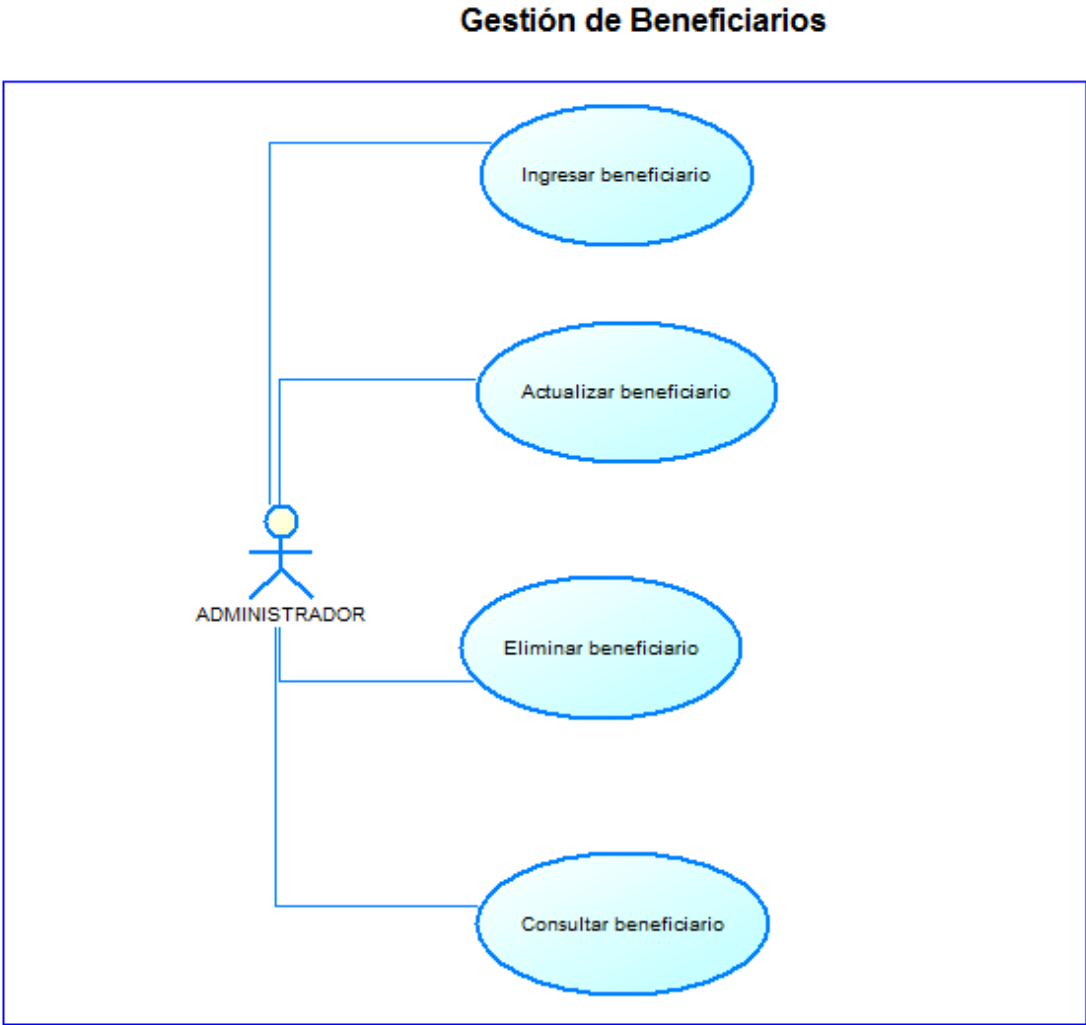 Gestión de Beneficiarios
Ingresar beneficiario
Actualizar beneficiario
ADMINISTRADOR
Eliminar beneficiario
Consultar beneficiario